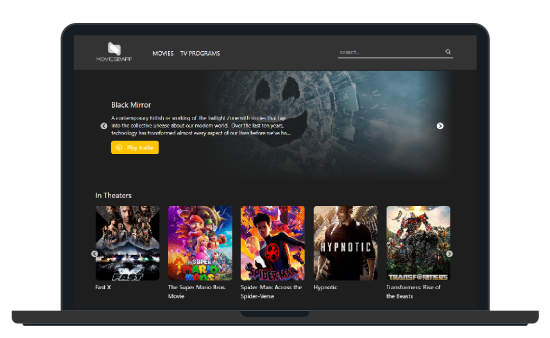 MOVIESBAPP
MOVIES TV PROGRAMS
search...
Black Mirror
A contemporary British re-working of The Twilight Zone with stories that tap
into the collective unease about our modern world. Over the last ten years,
technology has transformed almost every aspect of our lives before we've ha...
Play trailer
In Theaters
FAST
THE SUPER MARIO BROS
SPIDER-MAN
HYPNOTIC
TRANSFORMERS
Fast X
The Super Mario Bros.
Movie
Spider-Man: Across the
Spider-Verse
Hypnotic
Transformers: Rise of
the Beasts